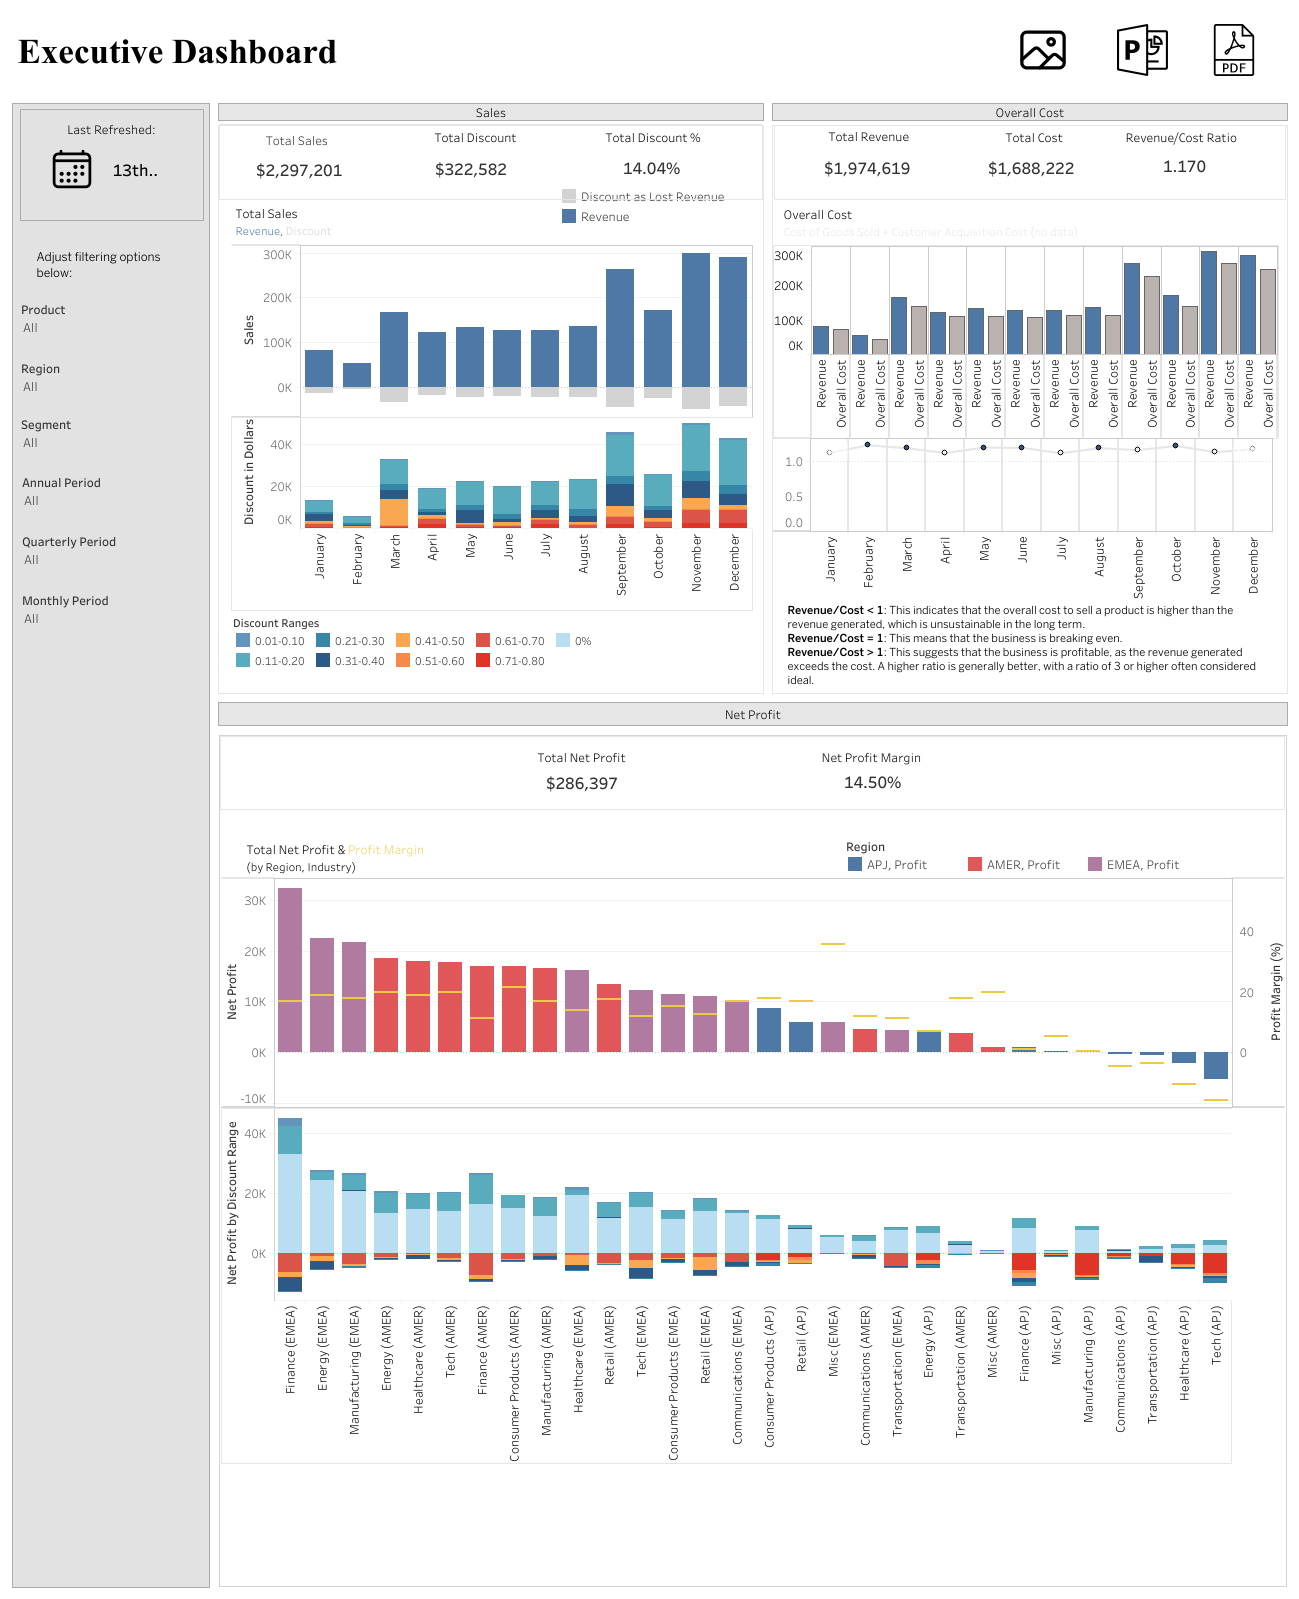 Executive Dashboard
P
PDF
Last Refreshed:
13th..
Adjust filtering options
below:
Product
All
Region
All
Segment
All
Annual Period
All
Quarterly Period
All
Monthly Period
All
Sales
Total Sales
$2,297,201
Total Discount
$322,582
Total Discount %
14.04%
Discount as Lost Revenue
Revenue
Total Sales
Revenue, Discount
Sales
300K
200K
100K
0K
Discount in Dollars
40K
20K
0K
January
February
March
April
May
June
July
August
September
October
November
December
Discount Ranges
0.01-0.10
0.21-0.30
0.41-0.50
0.61-0.70
0%
0.11-0.20
0.31-0.40
0.51-0.60
0.71-0.80
Overall Cost
Total Revenue
$1,974,619
Total Cost
$1,688,222
Revenue/Cost Ratio
1.170
Overall Cost
Cost of Goods Sold + Customer Acquisition Cost (no data)
300K
200K
100K
0K
Revenue
Overall Cost
Revenue
Overall Cost
Revenue
Overall Cost
Revenue
Overall Cost
Revenue
Overall Cost
Revenue
Overall Cost
Revenue
Overall Cost
Revenue
Overall Cost
Revenue
Overall Cost
Revenue
Overall Cost
Revenue
Overall Cost
Revenue
Overall Cost
1.0
0.5
0.0
January
February
March
April
May
June
July
August
September
October
November
December
Revenue/Cost < 1: This indicates that the overall cost to sell a product is higher than the
revenue generated, which is unsustainable in the long term.
Revenue/Cost = 1: This means that the business is breaking even.
Revenue/Cost > 1: This suggests that the business is profitable, as the revenue generated
exceeds the cost. A higher ratio is generally better, with a ratio of 3 or higher often considered
ideal.
Net Profit
Total Net Profit
$286,397
Net Profit Margin
14.50%
Total Net Profit & Profit Margin
(by Region, Industry)
Region
APJ, Profit
AMER, Profit
EMEA, Profit
Net Profit
30K
20K
10K
0K
-10K
40
20
0
Profit Margin (%)
Net Profit by Discount Range
40K
20K
0K
Finance (EMEA)
Energy (EMEA)
Manufacturing (EMEA)
Energy (AMER)
Healthcare (AMER)
Tech (AMER)
Finance (AMER)
Consumer Products (AMER)
Manufacturing (AMER)
Healthcare (EMEA)
Retail (AMER)
Tech (EMEA)
Consumer Products (EMEA)
Retail (EMEA)
Communications (EMEA)
Consumer Products (APJ)
Retail (APJ)
Misc (EMEA)
Communications (AMER)
Transportation (EMEA)
Energy (APJ)
Transportation (AMER)
Misc (AMER)
Finance (APJ)
Misc (APJ)
Manufacturing (APJ)
Communications (APJ)
Transportation (APJ)
Healthcare (APJ)
Tech (APJ)